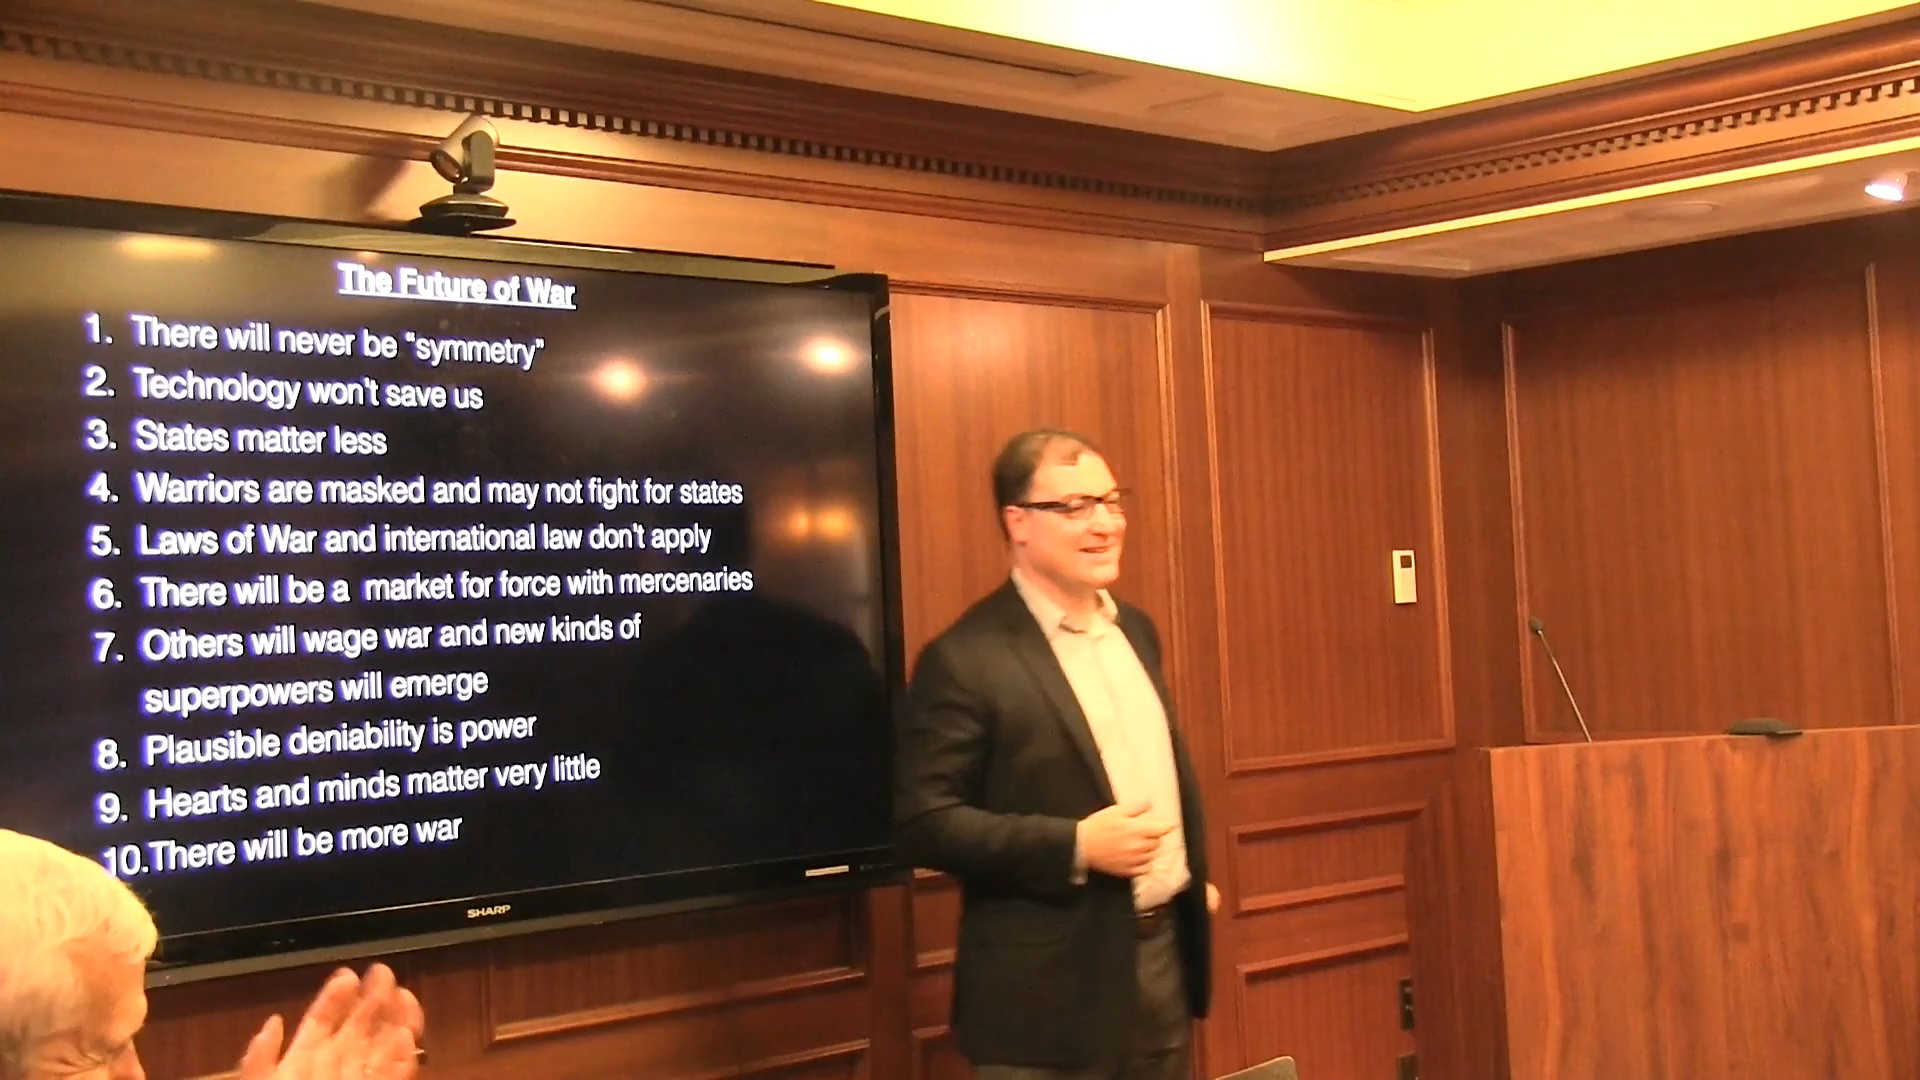 The Future of War
1. There will never be “symmetry”
2. Technology won't save us
3. States matter less
4. Warriors are masked and may not fight for states
5. Laws of War and international law don't apply
6. There will be a market for force with mercenaries
7. Others will wage war and new kinds of
superpowers will emerge
8. Plausible deniability is power
9. Hearts and minds matter very little
10. There will be more war
SHARP